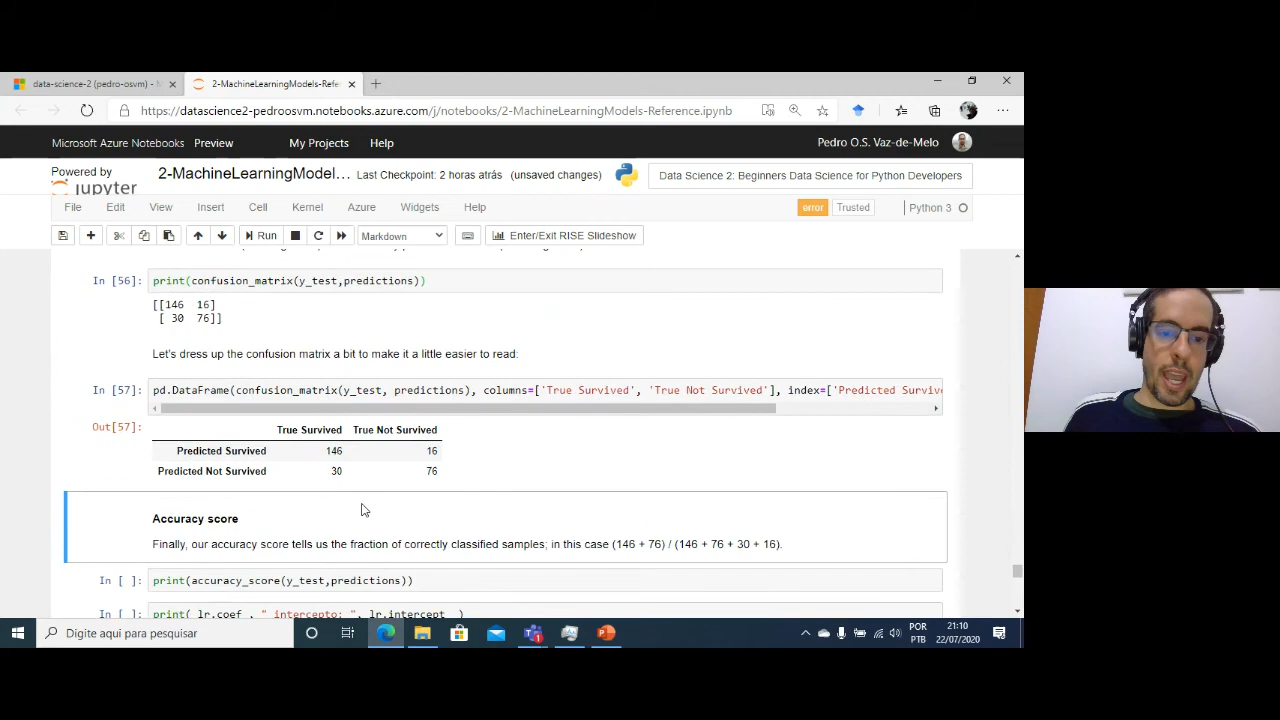 data-science-2 (pedro-osvm) -
2-MachineLearningModels-Refe
https://datascience2-pedroosvm.notebooks.azure.com/j/notebooks/2-MachineLearningModels-Reference.ipynb
Microsoft Azure Notebooks Preview My Projects Help Pedro O.S. Vaz-de-Melo
Powered by
jupyter 2-MachineLearningModel... Last Checkpoint: 2 horas atrás (unsaved changes) Data Science 2: Beginners Data Science for Python Developers
File Edit View Insert Cell Kernel Azure Widgets Help error Trusted Python 3
Run Markdown Enter/Exit RISE Slideshow
In [56]: print(confusion_matrix(y_test,predictions))
[[146 16]
[ 30 76]]
Let's dress up the confusion matrix a bit to make it a little easier to read:
In [57]: pd.DataFrame(confusion_matrix(y_test, predictions), columns=['True Survived', 'True Not Survived'], index=['Predicted Survive
Out[57]:
True Survived True Not Survived
Predicted Survived 146 16
Predicted Not Survived 30 76
Accuracy score
Finally, our accuracy score tells us the fraction of correctly classified samples; in this case (146 + 76) / (146 + 76 + 30 + 16).
In [ ]: print(accuracy_score(y_test,predictions))
In [ ]: print( lr.coef_, " intercepto: ", lr.intercept_ )
Digite aqui para pesquisar
POR
PTB
21:10
22/07/2020